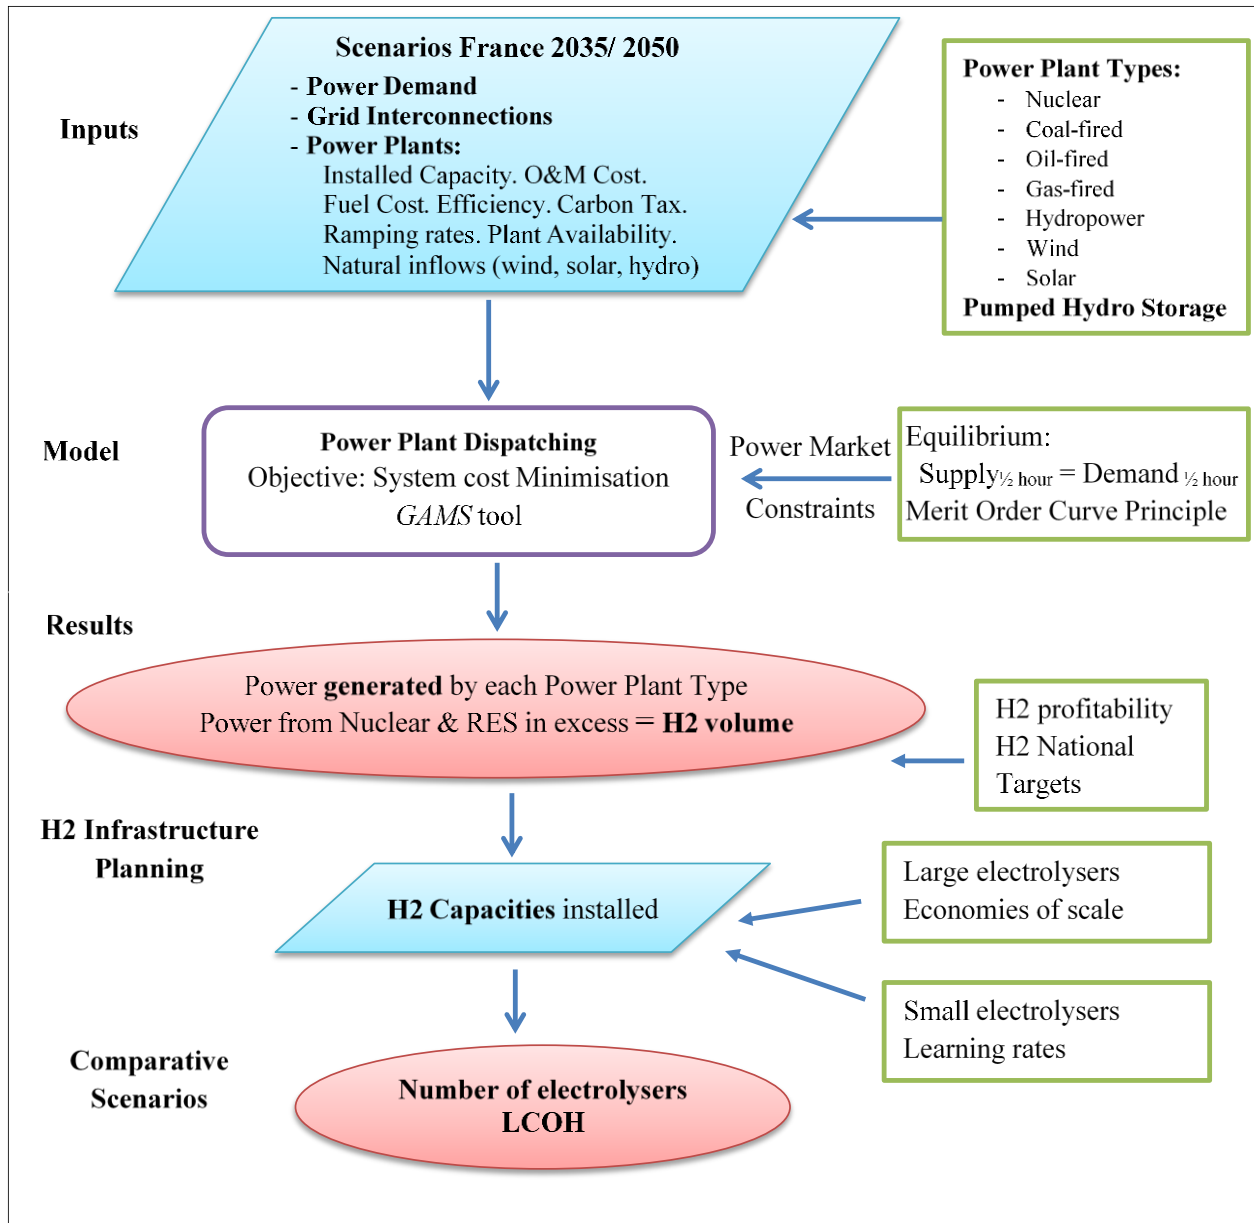 Inputs
Scenarios France 2035/ 2050
- Power Demand
- Grid Interconnections
- Power Plants:
Installed Capacity. O&M Cost.
Fuel Cost. Efficiency. Carbon Tax.
Ramping rates. Plant Availability.
Natural inflows (wind, solar, hydro)
Power Plant Types:
- Nuclear
- Coal-fired
- Oil-fired
- Gas-fired
- Hydropower
- Wind
- Solar
Pumped Hydro Storage
Model
Power Plant Dispatching
Objective: System cost Minimisation
GAMS tool
Power Market
Constraints
Equilibrium:
Supply½ hour = Demand ½ hour
Merit Order Curve Principle
Results
Power generated by each Power Plant Type
Power from Nuclear & RES in excess = H2 volume
H2 profitability
H2 National
Targets
H2 Infrastructure
Planning
H2 Capacities installed
Large electrolysers
Economies of scale
Small electrolysers
Learning rates
Comparative
Scenarios
Number of electrolysers
LCOH